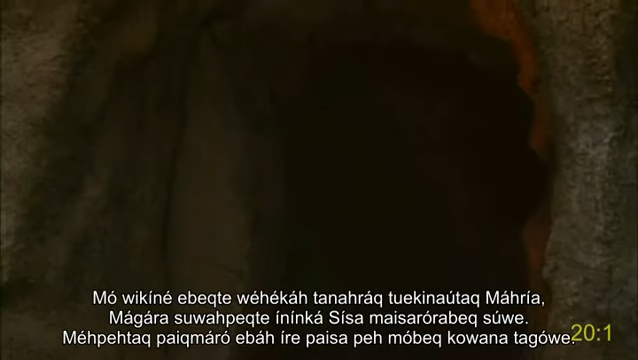 Mó wikíné ebeqte wéhékáh tanahráq tuekinaútaq Máhría,
Mágára suwahpeqte ínínká Sísa maisarórabeq súwe.
Méhpehtaq paiqmáró ebáh íre paisa peh móbeq kowana tagówe.
20:1